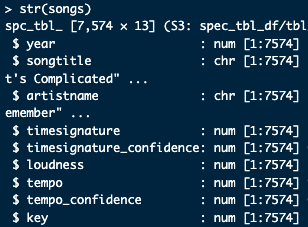 > str(songs)
spc_tbl_ [7,574 × 13] (S3: spec_tbl_df/tbl
$ year : num [1:7574]
$ songtitle : chr [1:7574]
t's Complicated" ...
$ artistname : chr [1:7574]
emember" ...
$ timesignature : num [1:7574]
$ timesignature_confidence: num [1:7574]
$ loudness : num [1:7574]
$ tempo : num [1:7574]
$ tempo_confidence : num [1:7574]
$ key : num [1:7574]